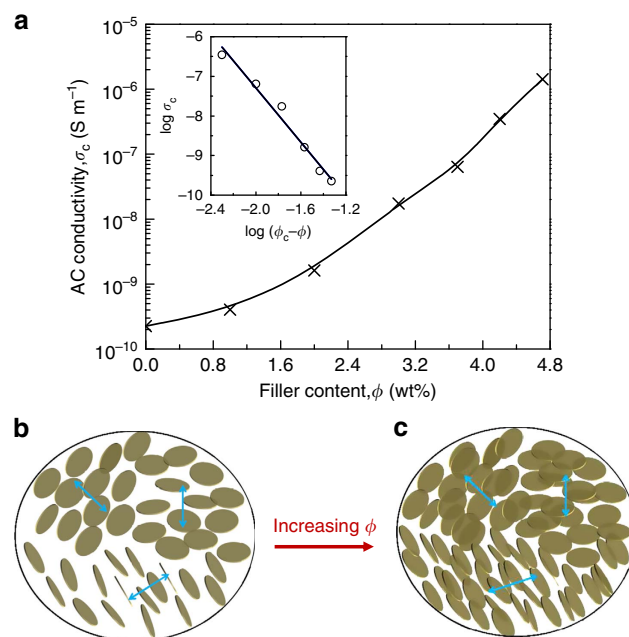 a
AC conductivity, σc (S m⁻¹)
10⁻⁵
10⁻⁶
10⁻⁷
10⁻⁸
10⁻⁹
10⁻¹⁰
0.0 0.8 1.6 2.4 3.2 4.0 4.8
Filler content, ϕ (wt%)
log σc
−6
−7
−8
−9
−10
−2.4 −2.0 −1.6 −1.2
log (ϕc−ϕ)
b
c
Increasing ϕ